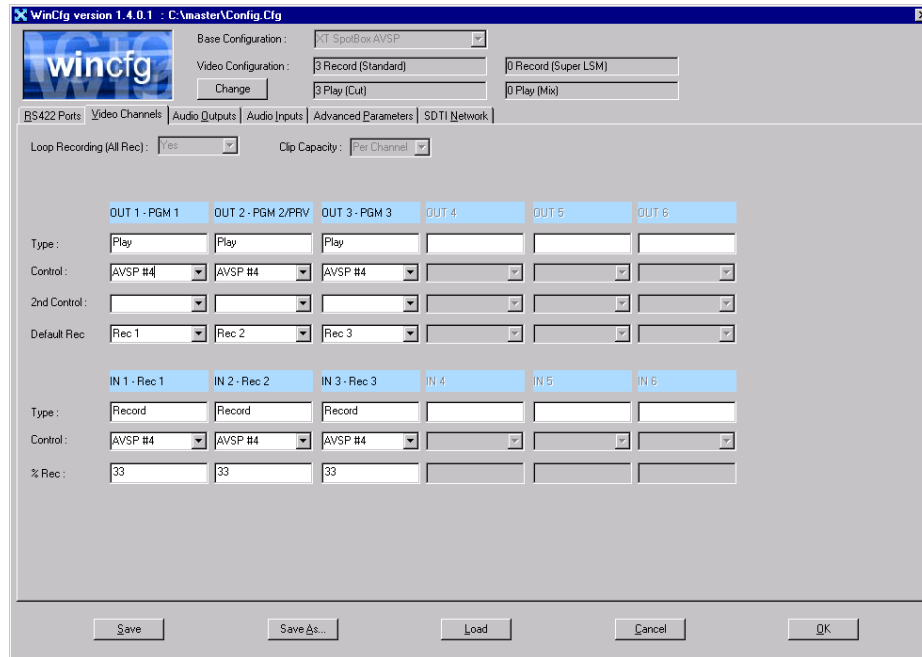 WinCfg version 1.4.0.1 : C:\master\Config.Cfg
wincfg
Base Configuration : XT SpotBox AVSP
Video Configuration : 3 Record (Standard) 0 Record (Super LSM)
Change 3 Play (Cut) 0 Play (Mix)
RS422 Ports Video Channels Audio Outputs Audio Inputs Advanced Parameters SDTI Network
Loop Recording (All Rec) : Yes Clip Capacity : Per Channel
OUT 1 - PGM 1 OUT 2 - PGM 2/PRV OUT 3 - PGM 3 OUT 4 OUT 5 OUT 6
Type : Play Play Play
Control : AVSP #4 AVSP #4 AVSP #4
2nd Control :
Default Rec Rec 1 Rec 2 Rec 3
IN 1 - Rec 1 IN 2 - Rec 2 IN 3 - Rec 3 IN 4 IN 5 IN 6
Type : Record Record Record
Control : AVSP #4 AVSP #4 AVSP #4
% Rec : 33 33 33
Save Save As... Load Cancel OK